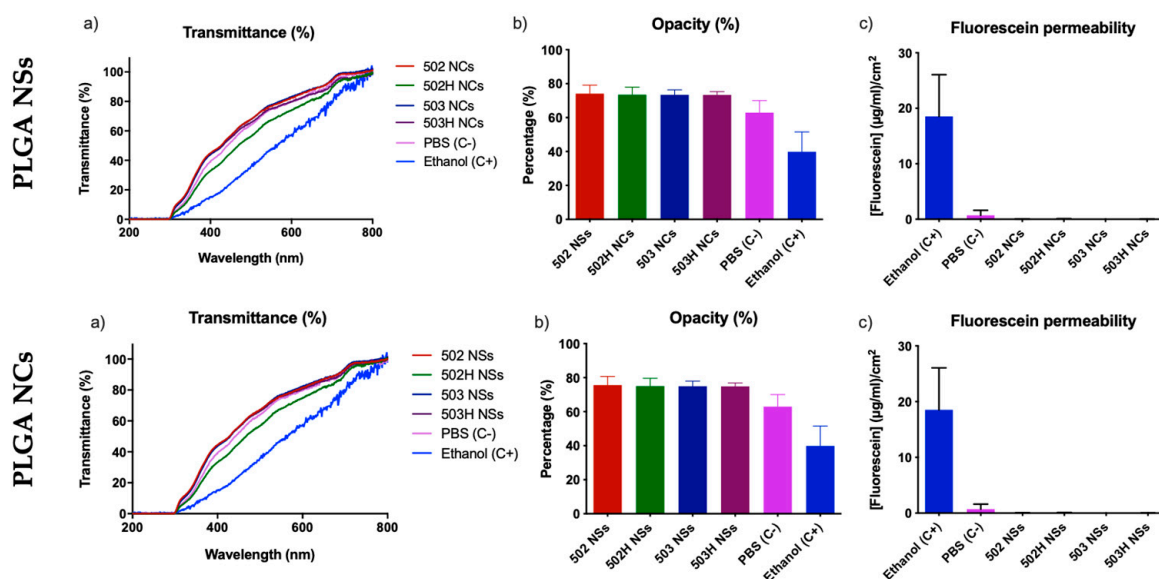 PLGA NSs
a)
Transmittance (%)
Transmittance (%)
100
80
60
40
20
0
200
400
600
800
Wavelength (nm)
502 NCs
502H NCs
503 NCs
503H NCs
PBS (C-)
Ethanol (C+)
b)
Opacity (%)
Percentage (%)
100
80
60
40
20
0
502 NSs
502H NCs
503 NCs
503H NCs
PBS (C-)
Ethanol (C+)
c)
Fluorescein permeability
[Fluorescein] (µg/ml)/cm²
30
20
10
0
Ethanol (C+)
PBS (C-)
502 NCs
502H NCs
503 NCs
503H NCs
PLGA NCs
a)
Transmittance (%)
Transmittance (%)
100
80
60
40
20
0
200
400
600
800
Wavelength (nm)
502 NSs
502H NSs
503 NSs
503H NSs
PBS (C-)
Ethanol (C+)
b)
Opacity (%)
Percentage (%)
100
80
60
40
20
0
502 NSs
502H NSs
503 NSs
503H NSs
PBS (C-)
Ethanol (C+)
c)
Fluorescein permeability
[Fluorescein] (µg/ml)/cm²
30
20
10
0
Ethanol (C+)
PBS (C-)
502 NSs
502H NSs
503 NSs
503H NSs